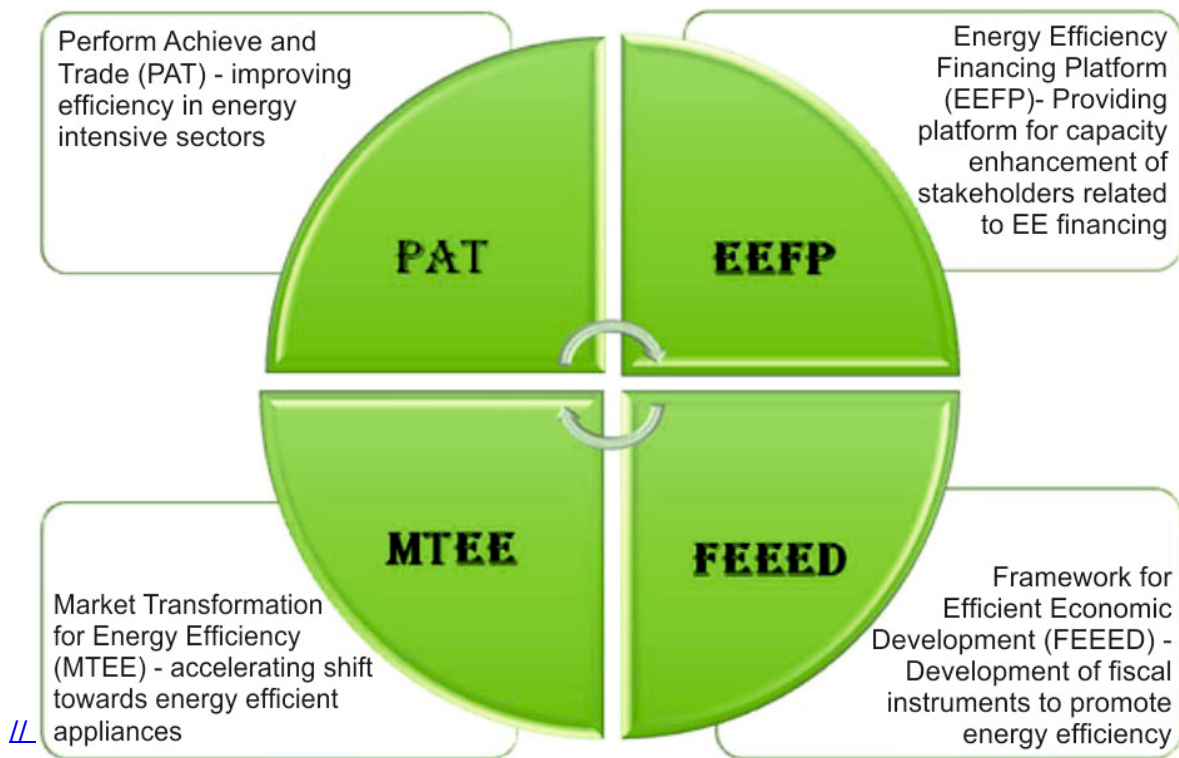 Perform Achieve and
Trade (PAT) - improving
efficiency in energy
intensive sectors
Energy Efficiency
Financing Platform
(EEFP)- Providing
platform for capacity
enhancement of
stakeholders related
to EE financing
PAT
EEFP
MTEE
FEEED
Market Transformation
for Energy Efficiency
(MTEE) - accelerating shift
towards energy efficient
// appliances
Framework for
Efficient Economic
Development (FEEED) -
Development of fiscal
instruments to promote
energy efficiency